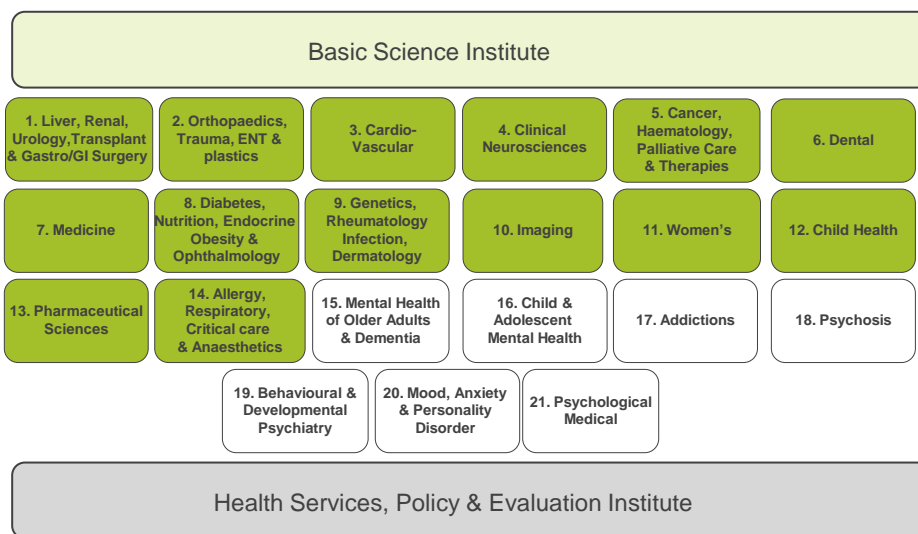 Basic Science Institute
1. Liver, Renal,
Urology,Transplant
& Gastro/GI Surgery
2. Orthopaedics,
Trauma, ENT &
plastics
3. Cardio-
Vascular
4. Clinical
Neurosciences
5. Cancer,
Haematology,
Palliative Care
& Therapies
6. Dental
7. Medicine
8. Diabetes,
Nutrition, Endocrine
Obesity &
Ophthalmology
9. Genetics,
Rheumatology
Infection,
Dermatology
10. Imaging
11. Women's
12. Child Health
13. Pharmaceutical
Sciences
14. Allergy,
Respiratory,
Critical care
& Anaesthetics
15. Mental Health
of Older Adults
& Dementia
16. Child &
Adolescent
Mental Health
17. Addictions
18. Psychosis
19. Behavioural &
Developmental
Psychiatry
20. Mood, Anxiety
& Personality
Disorder
21. Psychological
Medical
Health Services, Policy & Evaluation Institute